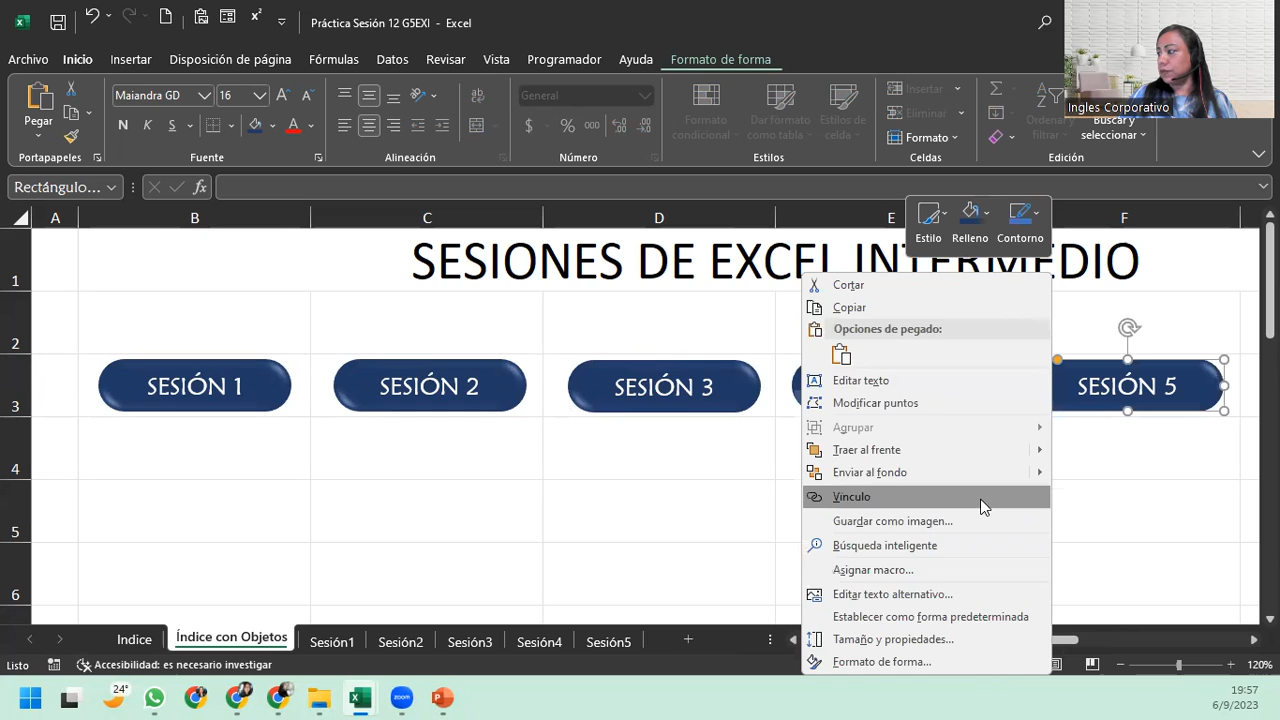 Práctica Sesión 12 G5EXI - Excel
Archivo Inicio Insertar Disposición de página Fórmulas Vista Programador Ayuda Formato de forma
Ingles Corporativo
Pegar
Maiandra GD 16
General
Formato condicional
Dar formato como tabla
Estilos de celda
Insertar
Eliminar
Formato
Ordenar y filtrar
Buscar y seleccionar
Portapapeles Fuente Alineación Número Estilos Celdas Edición
Rectángulo...
Estilo Relleno Contorno
A B C D E F
1 SESIONES DE EXCEL INTERMEDIO
2
3 SESIÓN 1 SESIÓN 2 SESIÓN 3 SESIÓN 5
4
5
6
Cortar
Copiar
Opciones de pegado:
Editar texto
Modificar puntos
Agrupar
Traer al frente
Enviar al fondo
Vínculo
Guardar como imagen...
Búsqueda inteligente
Asignar macro...
Editar texto alternativo...
Establecer como forma predeterminada
Tamaño y propiedades...
Formato de forma...
Indice Índice con Objetos Sesión1 Sesión2 Sesión3 Sesión4 Sesión5
Listo Accesibilidad: es necesario investigar 120%
24°
19:57
6/9/2023